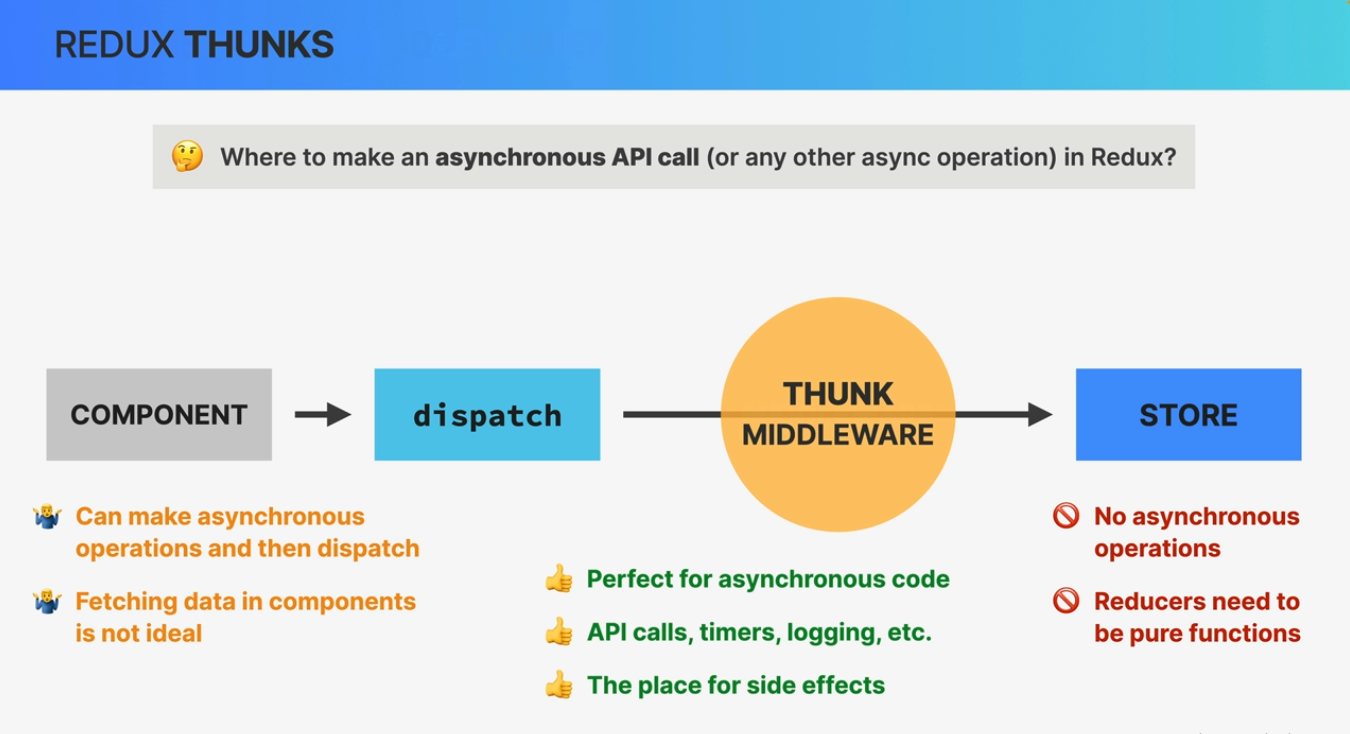 REDUX THUNKS
🤔 Where to make an asynchronous API call (or any other async operation) in Redux?
COMPONENT
dispatch
THUNK
MIDDLEWARE
STORE
🤷‍♂️ Can make asynchronous
operations and then dispatch
🤷‍♂️ Fetching data in components
is not ideal
👍 Perfect for asynchronous code
👍 API calls, timers, logging, etc.
👍 The place for side effects
🚫 No asynchronous
operations
🚫 Reducers need to
be pure functions